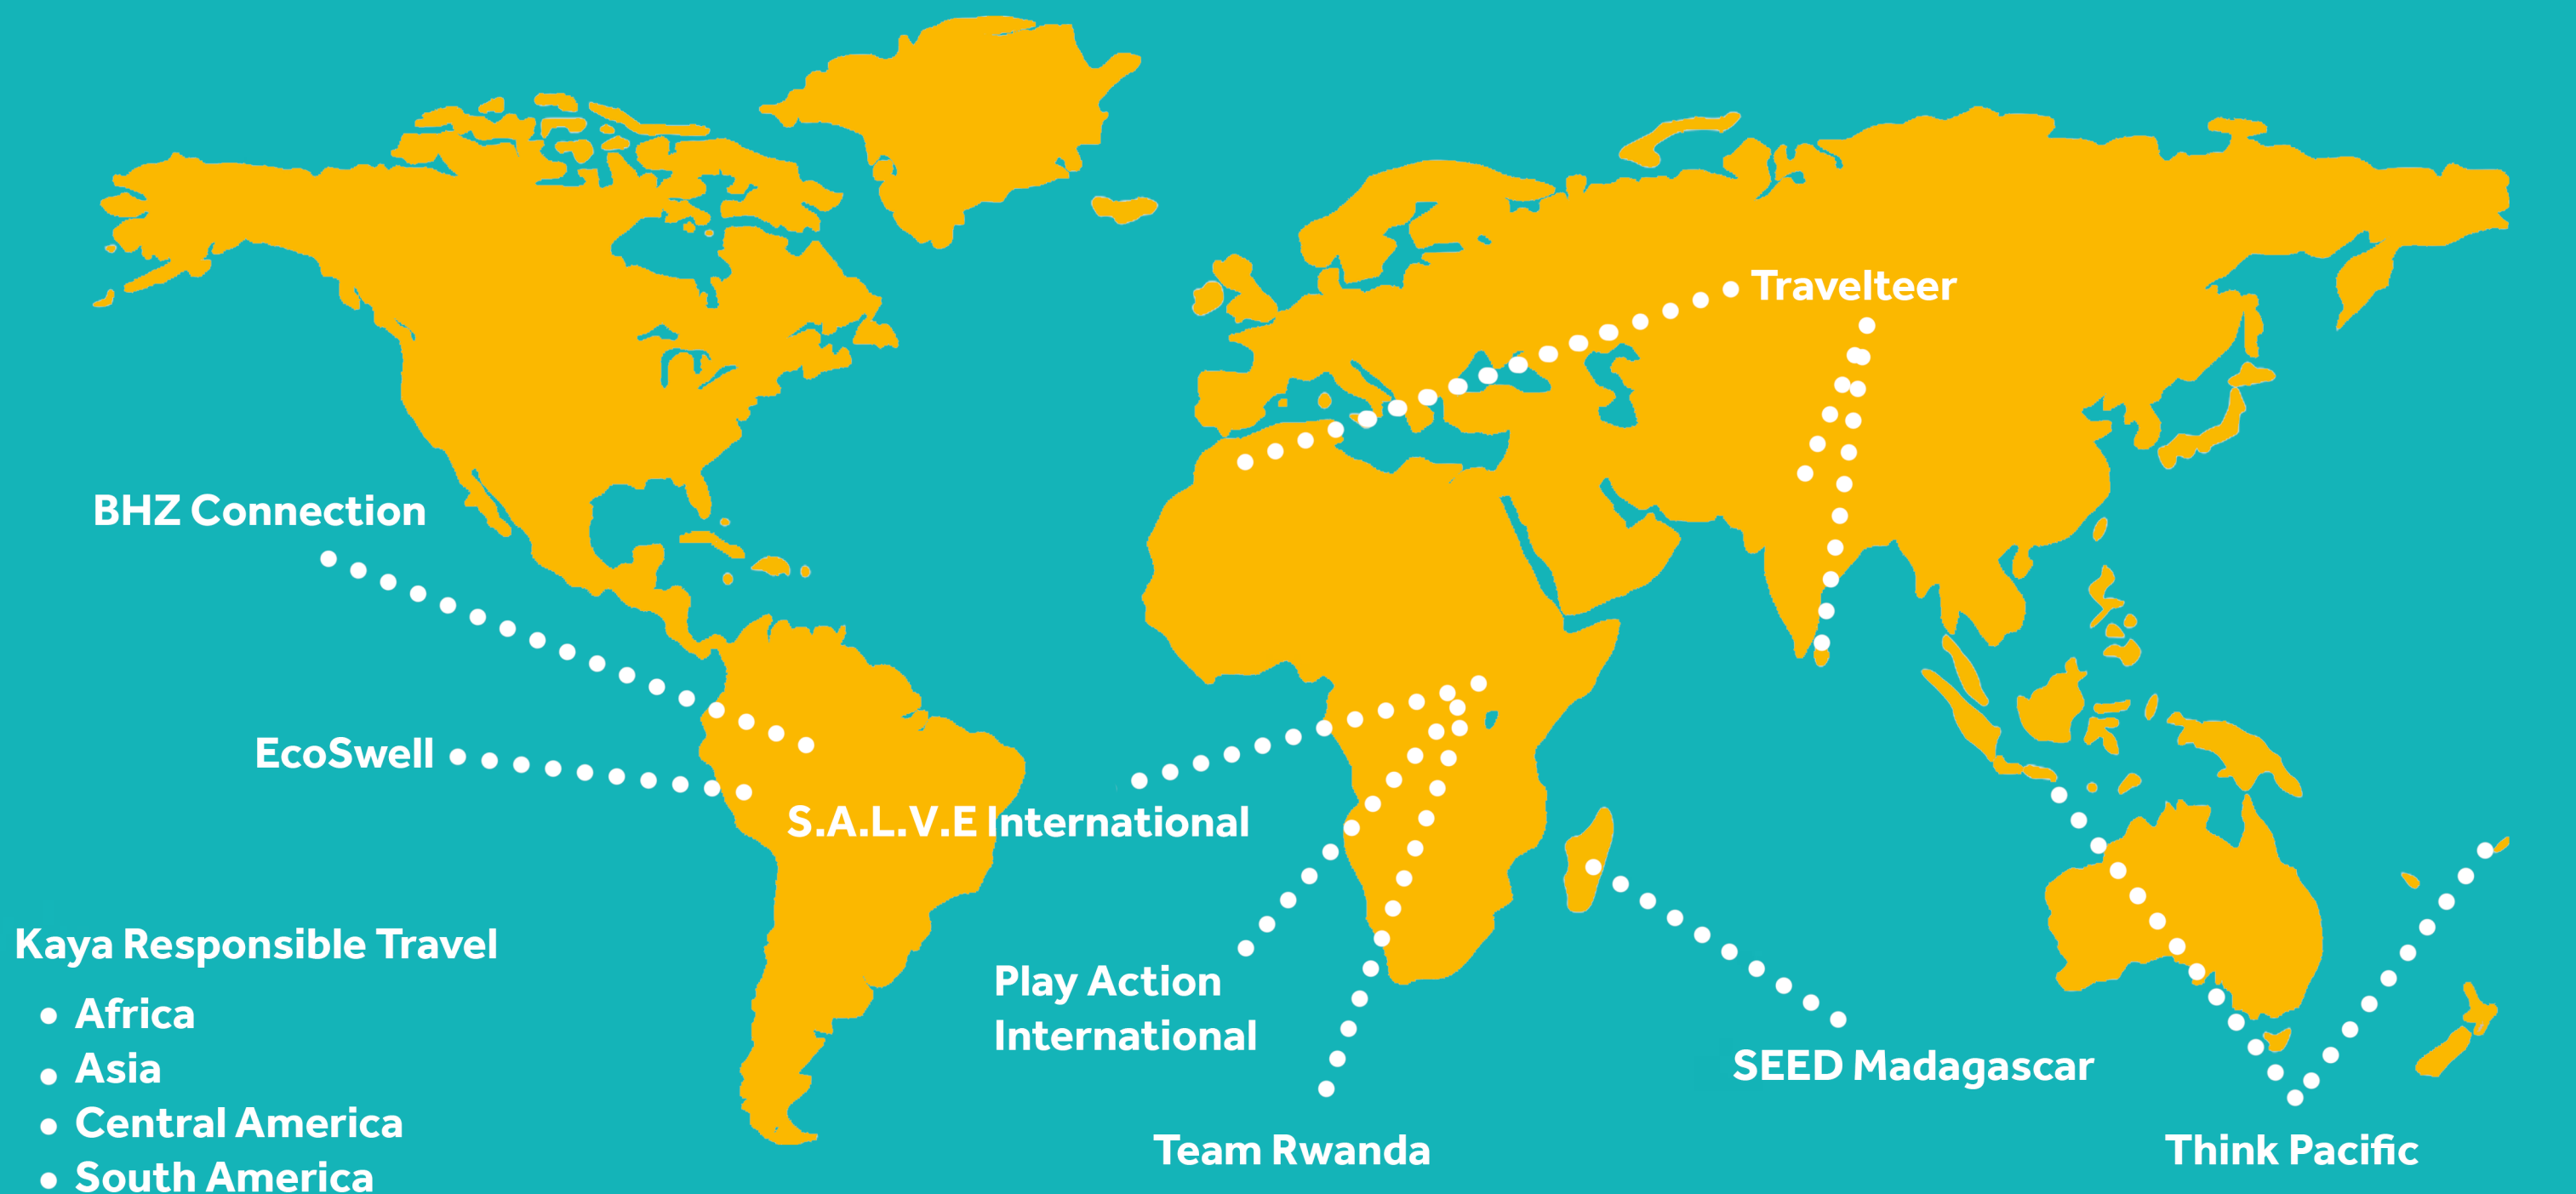 Travelteer
BHZ Connection
EcoSwell
S.A.L.V.E International
Kaya Responsible Travel
Africa
Asia
Central America
South America
Play Action
International
Team Rwanda
SEED Madagascar
Think Pacific